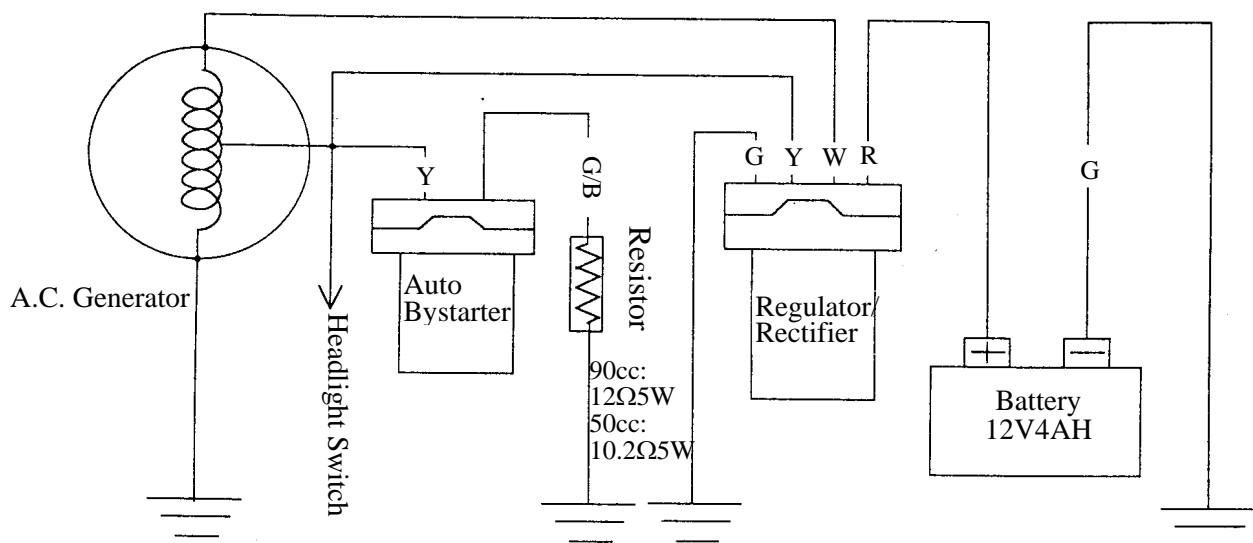 G Y W R
Y
G/B
G
A.C. Generator
Auto
Bystarter
Resistor
Regulator/
Rectifier
Headlight Switch
90cc:
12Ω5W
50cc:
10.2Ω5W
+
−
Battery
12V4AH